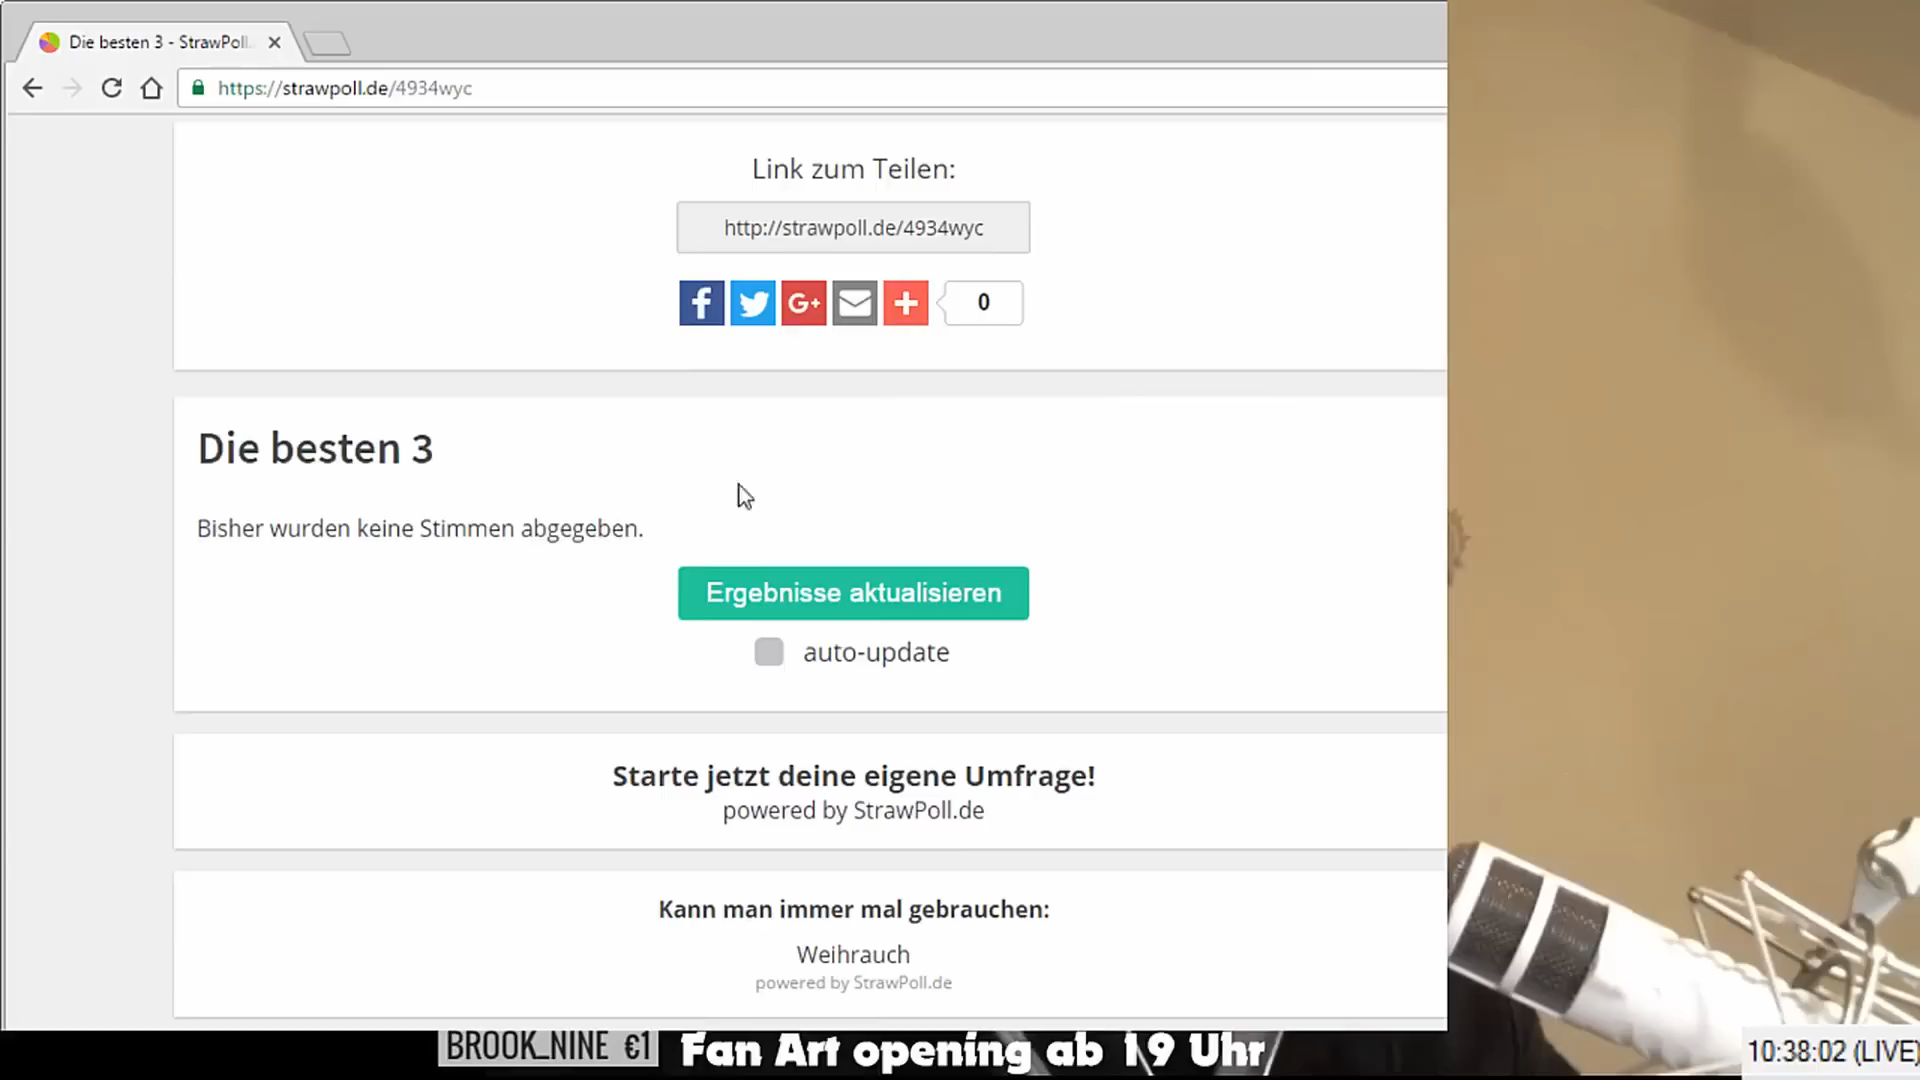 Die besten 3 - StrawPoll.
https://strawpoll.de/4934wyc
Link zum Teilen:
http://strawpoll.de/4934wyc
f G+ + 0
Die besten 3
Bisher wurden keine Stimmen abgegeben.
Ergebnisse aktualisieren
auto-update
Starte jetzt deine eigene Umfrage!
powered by StrawPoll.de
Kann man immer mal gebrauchen:
Weihrauch
powered by StrawPoll.de
BROOK_NINE €1 Fan Art opening ab 19 Uhr
10:38:02 (LIVE)